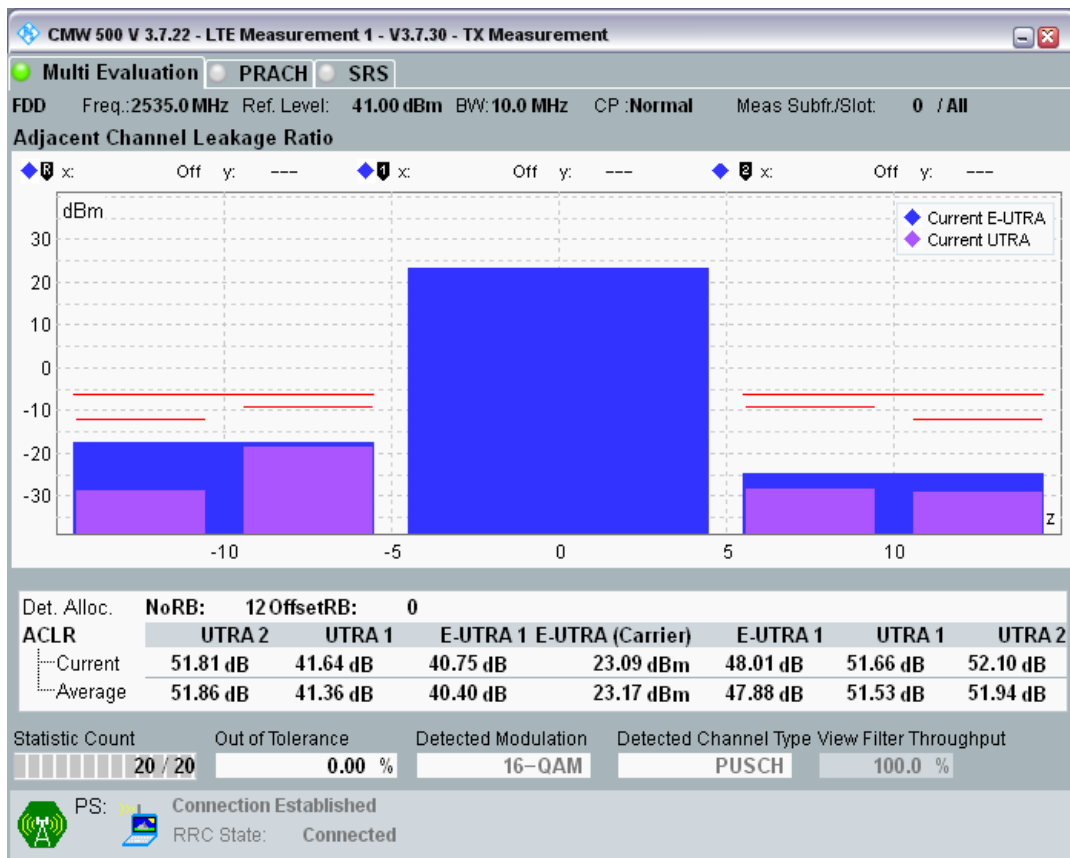 CMW 500 V 3.7.22 - LTE Measurement 1 - V3.7.30 - TX Measurement
Multi Evaluation PRACH SRS
FDD Freq.:2535.0 MHz Ref. Level: 41.00 dBm BW:10.0 MHz CP :Normal Meas Subfr./Slot: 0 / All
Adjacent Channel Leakage Ratio
R x: Off y: --- 1 x: Off y: --- 2 x: Off y: ---
dBm
Current E-UTRA
Current UTRA
30
20
10
0
-10
-20
-30
z
-10 -5 0 5 10
Det. Alloc. NoRB: 12 OffsetRB: 0
ACLR UTRA 2 UTRA 1 E-UTRA 1 E-UTRA (Carrier) E-UTRA 1 UTRA 1 UTRA 2
Current 51.81 dB 41.64 dB 40.75 dB 23.09 dBm 48.01 dB 51.66 dB 52.10 dB
Average 51.86 dB 41.36 dB 40.40 dB 23.17 dBm 47.88 dB 51.53 dB 51.94 dB
Statistic Count Out of Tolerance Detected Modulation Detected Channel Type View Filter Throughput
20 / 20 0.00 % 16-QAM PUSCH 100.0 %
PS: Connection Established
RRC State: Connected